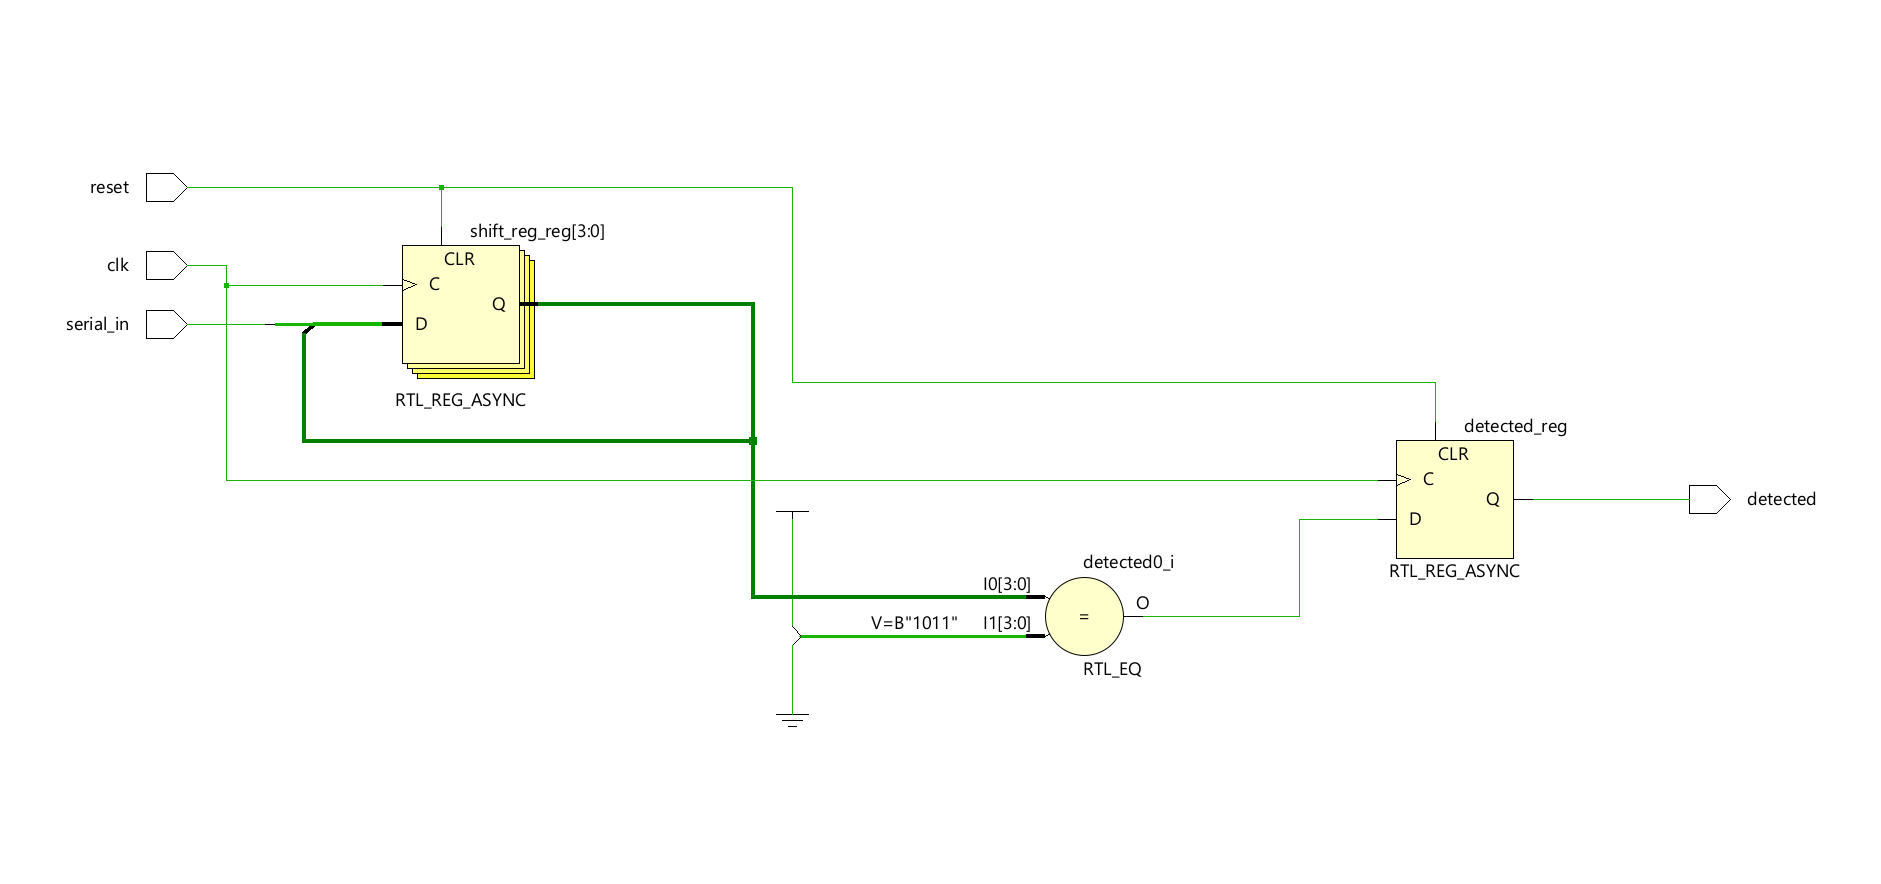 reset
shift_reg_reg[3:0]
CLR
clk
C
Q
serial_in
D
RTL_REG_ASYNC
detected_reg
CLR
C
Q
detected
D
detected0_i
RTL_REG_ASYNC
I0[3:0]
O
=
V=B"1011"
I1[3:0]
RTL_EQ